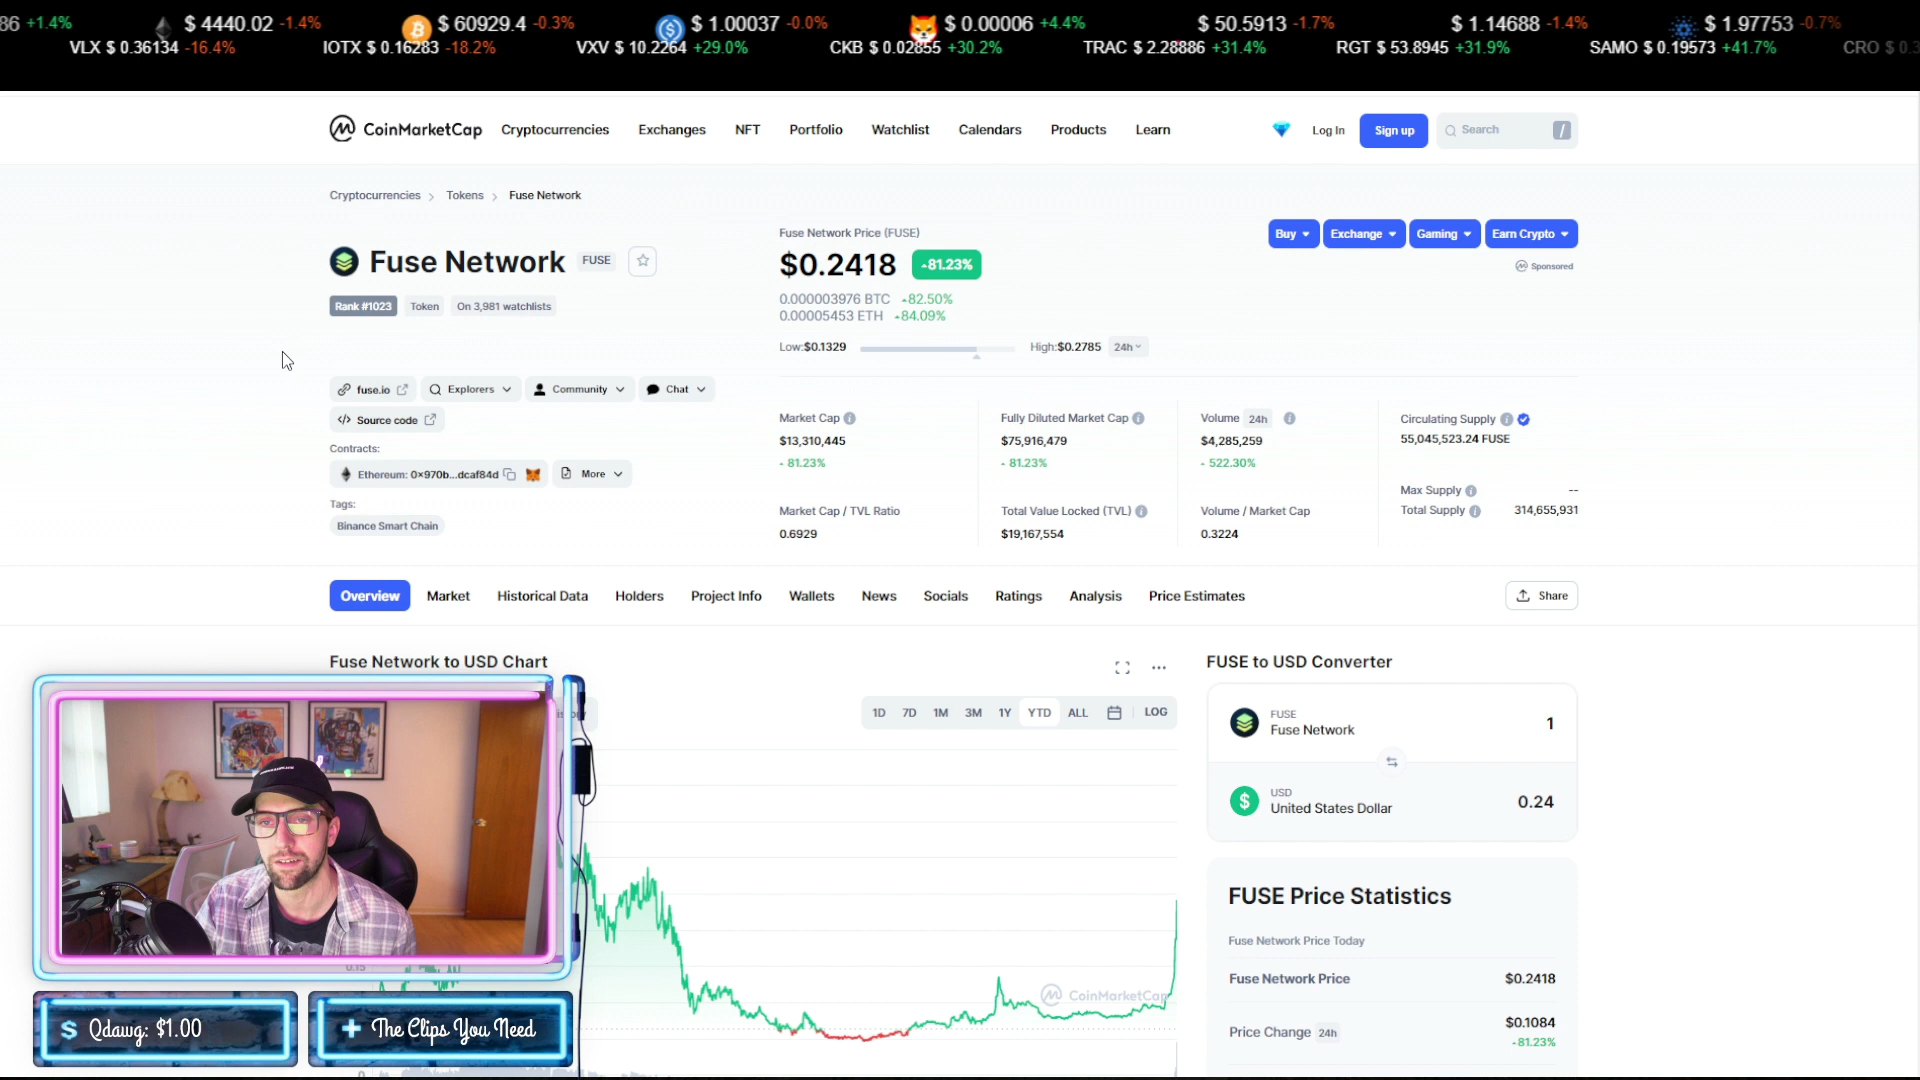 86 +1.4% $ 4440.02 -1.4% $ 60929.4 -0.3% $ 1.00037 -0.0% $ 0.00006 +4.4% $ 50.5913 -1.7% $ 1.14688 -1.4% $ 1.97753 -0.7%
VLX $ 0.36134 -16.4% IOTX $ 0.16283 -18.2% VXV $ 10.2264 +29.0% CKB $ 0.02855 +30.2% TRAC $ 2.28886 +31.4% RGT $ 53.8945 +31.9% SAMO $ 0.19573 +41.7% CRO $ 0.3
CoinMarketCap Cryptocurrencies Exchanges NFT Portfolio Watchlist Calendars Products Learn Log In Sign up Search /
Cryptocurrencies > Tokens > Fuse Network
Fuse Network Price (FUSE)
Buy Exchange Gaming Earn Crypto
Fuse Network FUSE
$0.2418 81.23%
Sponsored
Rank #1023 Token On 3,981 watchlists
0.000003976 BTC 82.50%
0.00005453 ETH 84.09%
Low:$0.1329 High:$0.2785 24h
fuse.io Explorers Community Chat
Source code
Contracts:
Ethereum: 0x970b...dcaf84d More
Tags:
Binance Smart Chain
Market Cap
$13,310,445
81.23%
Fully Diluted Market Cap
$75,916,479
81.23%
Volume 24h
$4,285,259
522.30%
Circulating Supply
55,045,523.24 FUSE
Max Supply --
Total Supply 314,655,931
Market Cap / TVL Ratio
0.6929
Total Value Locked (TVL)
$19,167,554
Volume / Market Cap
0.3224
Overview Market Historical Data Holders Project Info Wallets News Socials Ratings Analysis Price Estimates Share
Fuse Network to USD Chart
1D 7D 1M 3M 1Y YTD ALL LOG
0.15
CoinMarketCap
0
FUSE to USD Converter
FUSE
Fuse Network 1
USD
United States Dollar 0.24
FUSE Price Statistics
Fuse Network Price Today
Fuse Network Price $0.2418
Price Change 24h $0.1084
81.23%
$ Qdawg: $1.00
+ The Clips You Need